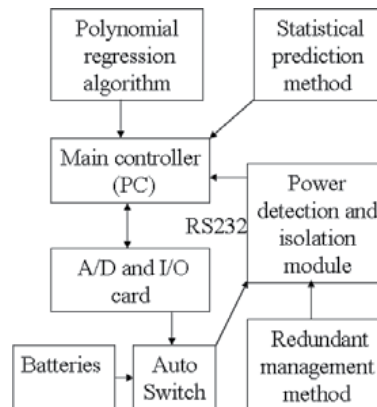 Polynomial
regression
algorithm
Statistical
prediction
method
Main controller
(PC)
Power
detection and
isolation
module
RS232
A/D and I/O
card
Batteries
Auto
Switch
Redundant
management
method